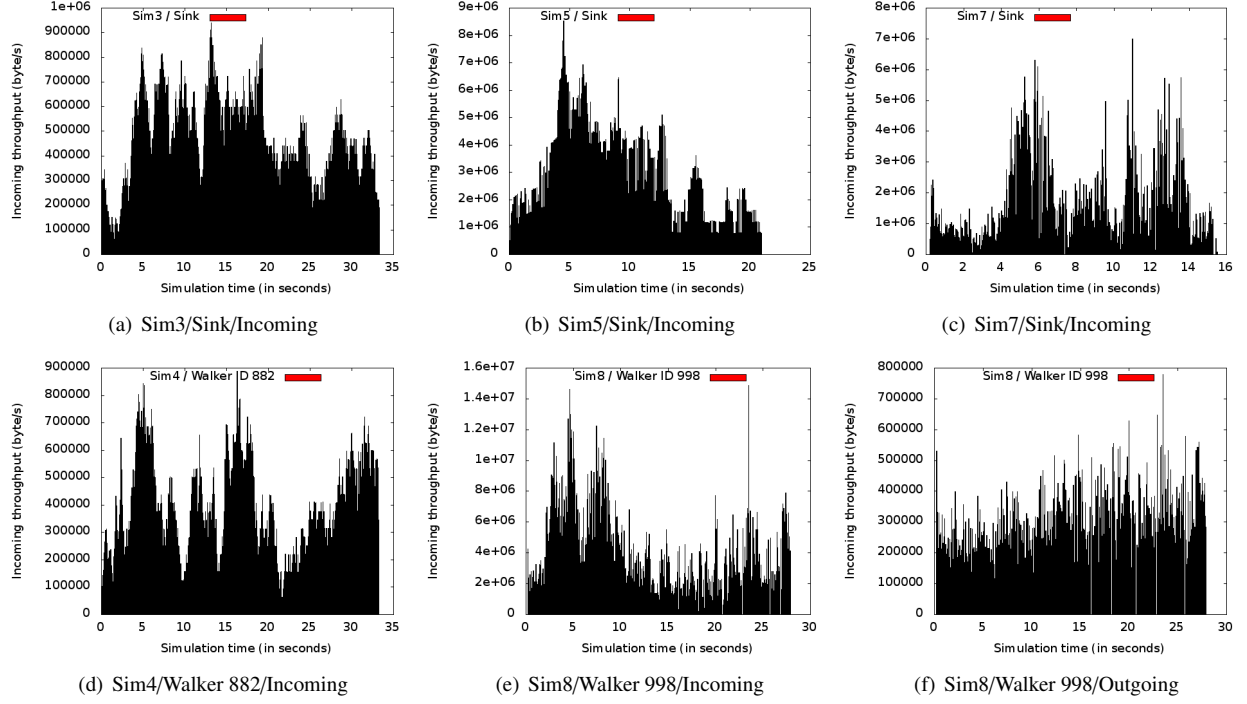 Sim3 / Sink
Incoming throughput (byte/s)
1e+06
900000
800000
700000
600000
500000
400000
300000
200000
100000
0
0 5 10 15 20 25 30 35
Simulation time (in seconds)
(a) Sim3/Sink/Incoming
Sim5 / Sink
Incoming throughput (byte/s)
9e+06
8e+06
7e+06
6e+06
5e+06
4e+06
3e+06
2e+06
1e+06
0
0 5 10 15 20 25
Simulation time (in seconds)
(b) Sim5/Sink/Incoming
Sim7 / Sink
Incoming throughput (byte/s)
8e+06
7e+06
6e+06
5e+06
4e+06
3e+06
2e+06
1e+06
0
0 2 4 6 8 10 12 14 16
Simulation time (in seconds)
(c) Sim7/Sink/Incoming
Sim4 / Walker ID 882
Incoming throughput (byte/s)
900000
800000
700000
600000
500000
400000
300000
200000
100000
0
0 5 10 15 20 25 30 35
Simulation time (in seconds)
(d) Sim4/Walker 882/Incoming
Sim8 / Walker ID 998
Incoming throughput (byte/s)
1.6e+07
1.4e+07
1.2e+07
1e+07
8e+06
6e+06
4e+06
2e+06
0
0 5 10 15 20 25 30
Simulation time (in seconds)
(e) Sim8/Walker 998/Incoming
Sim8 / Walker ID 998
Incoming throughput (byte/s)
800000
700000
600000
500000
400000
300000
200000
100000
0
0 5 10 15 20 25 30
Simulation time (in seconds)
(f) Sim8/Walker 998/Outgoing